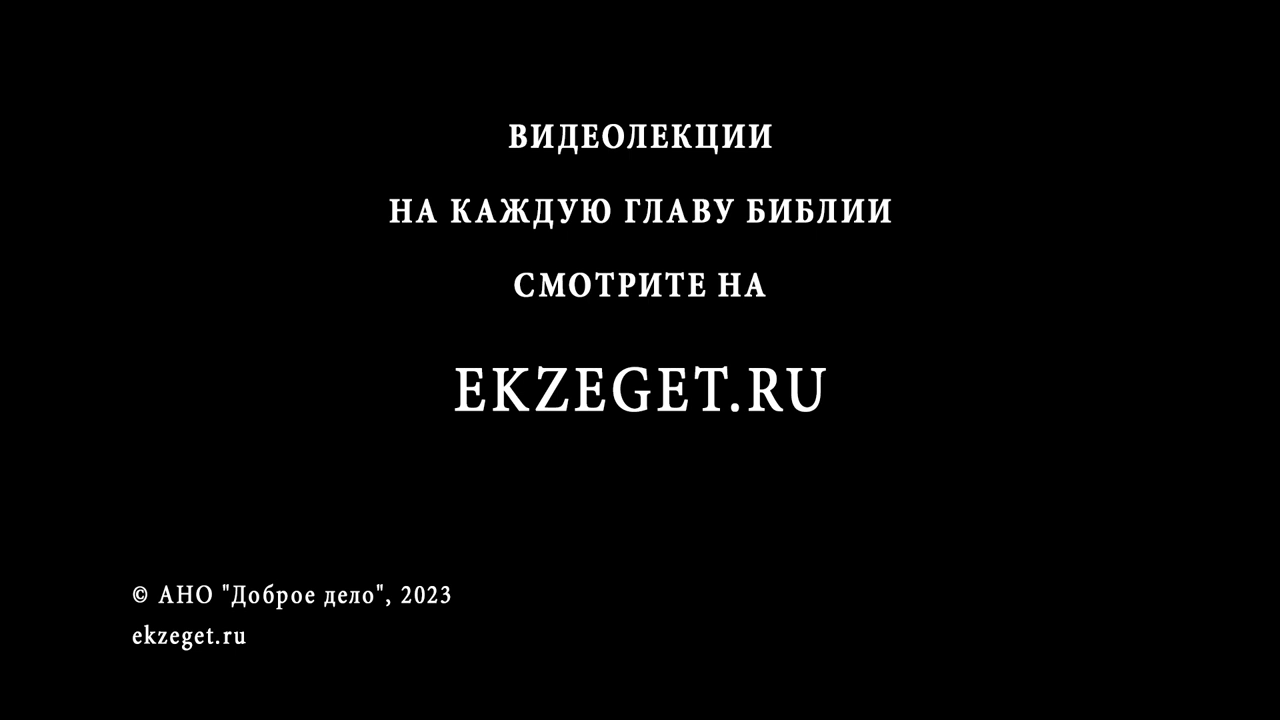 ВИДЕОЛЕКЦИИ
НА КАЖДУЮ ГЛАВУ БИБЛИИ
СМОТРИТЕ НА
EKZEGET.RU
© АНО "Доброе дело", 2023
ekzeget.ru